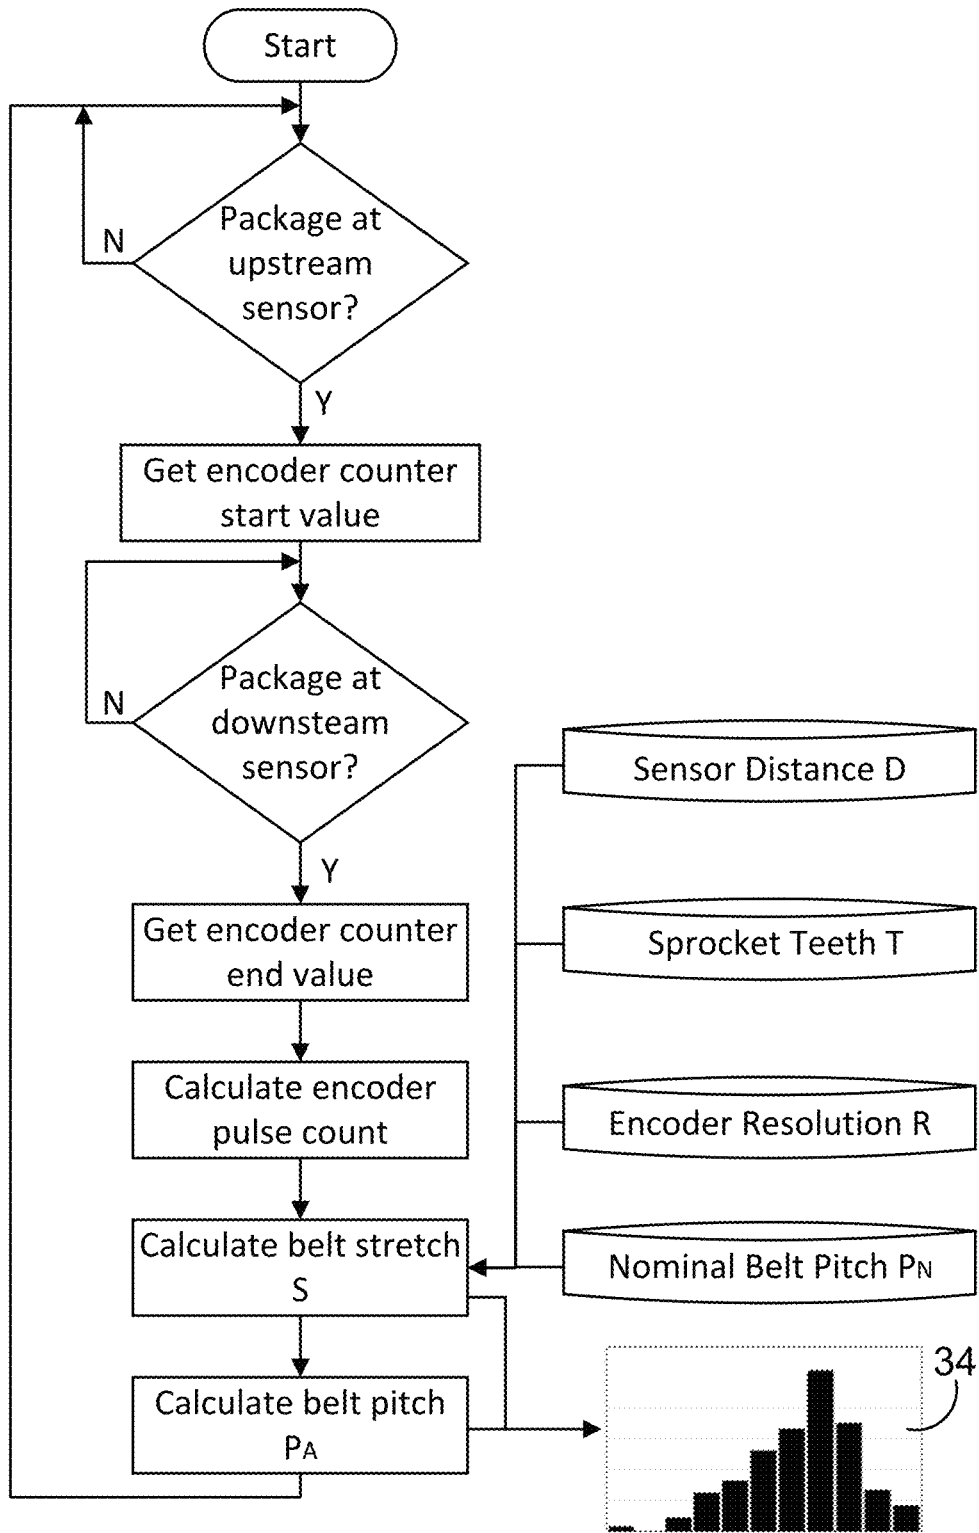 Start
Package at
upstream
sensor?
N
Y
Get encoder counter
start value
Package at
downsteam
sensor?
N
Y
Sensor Distance D
Get encoder counter
end value
Sprocket Teeth T
Calculate encoder
pulse count
Encoder Resolution R
Calculate belt stretch
S
Nominal Belt Pitch PN
Calculate belt pitch
PA
34